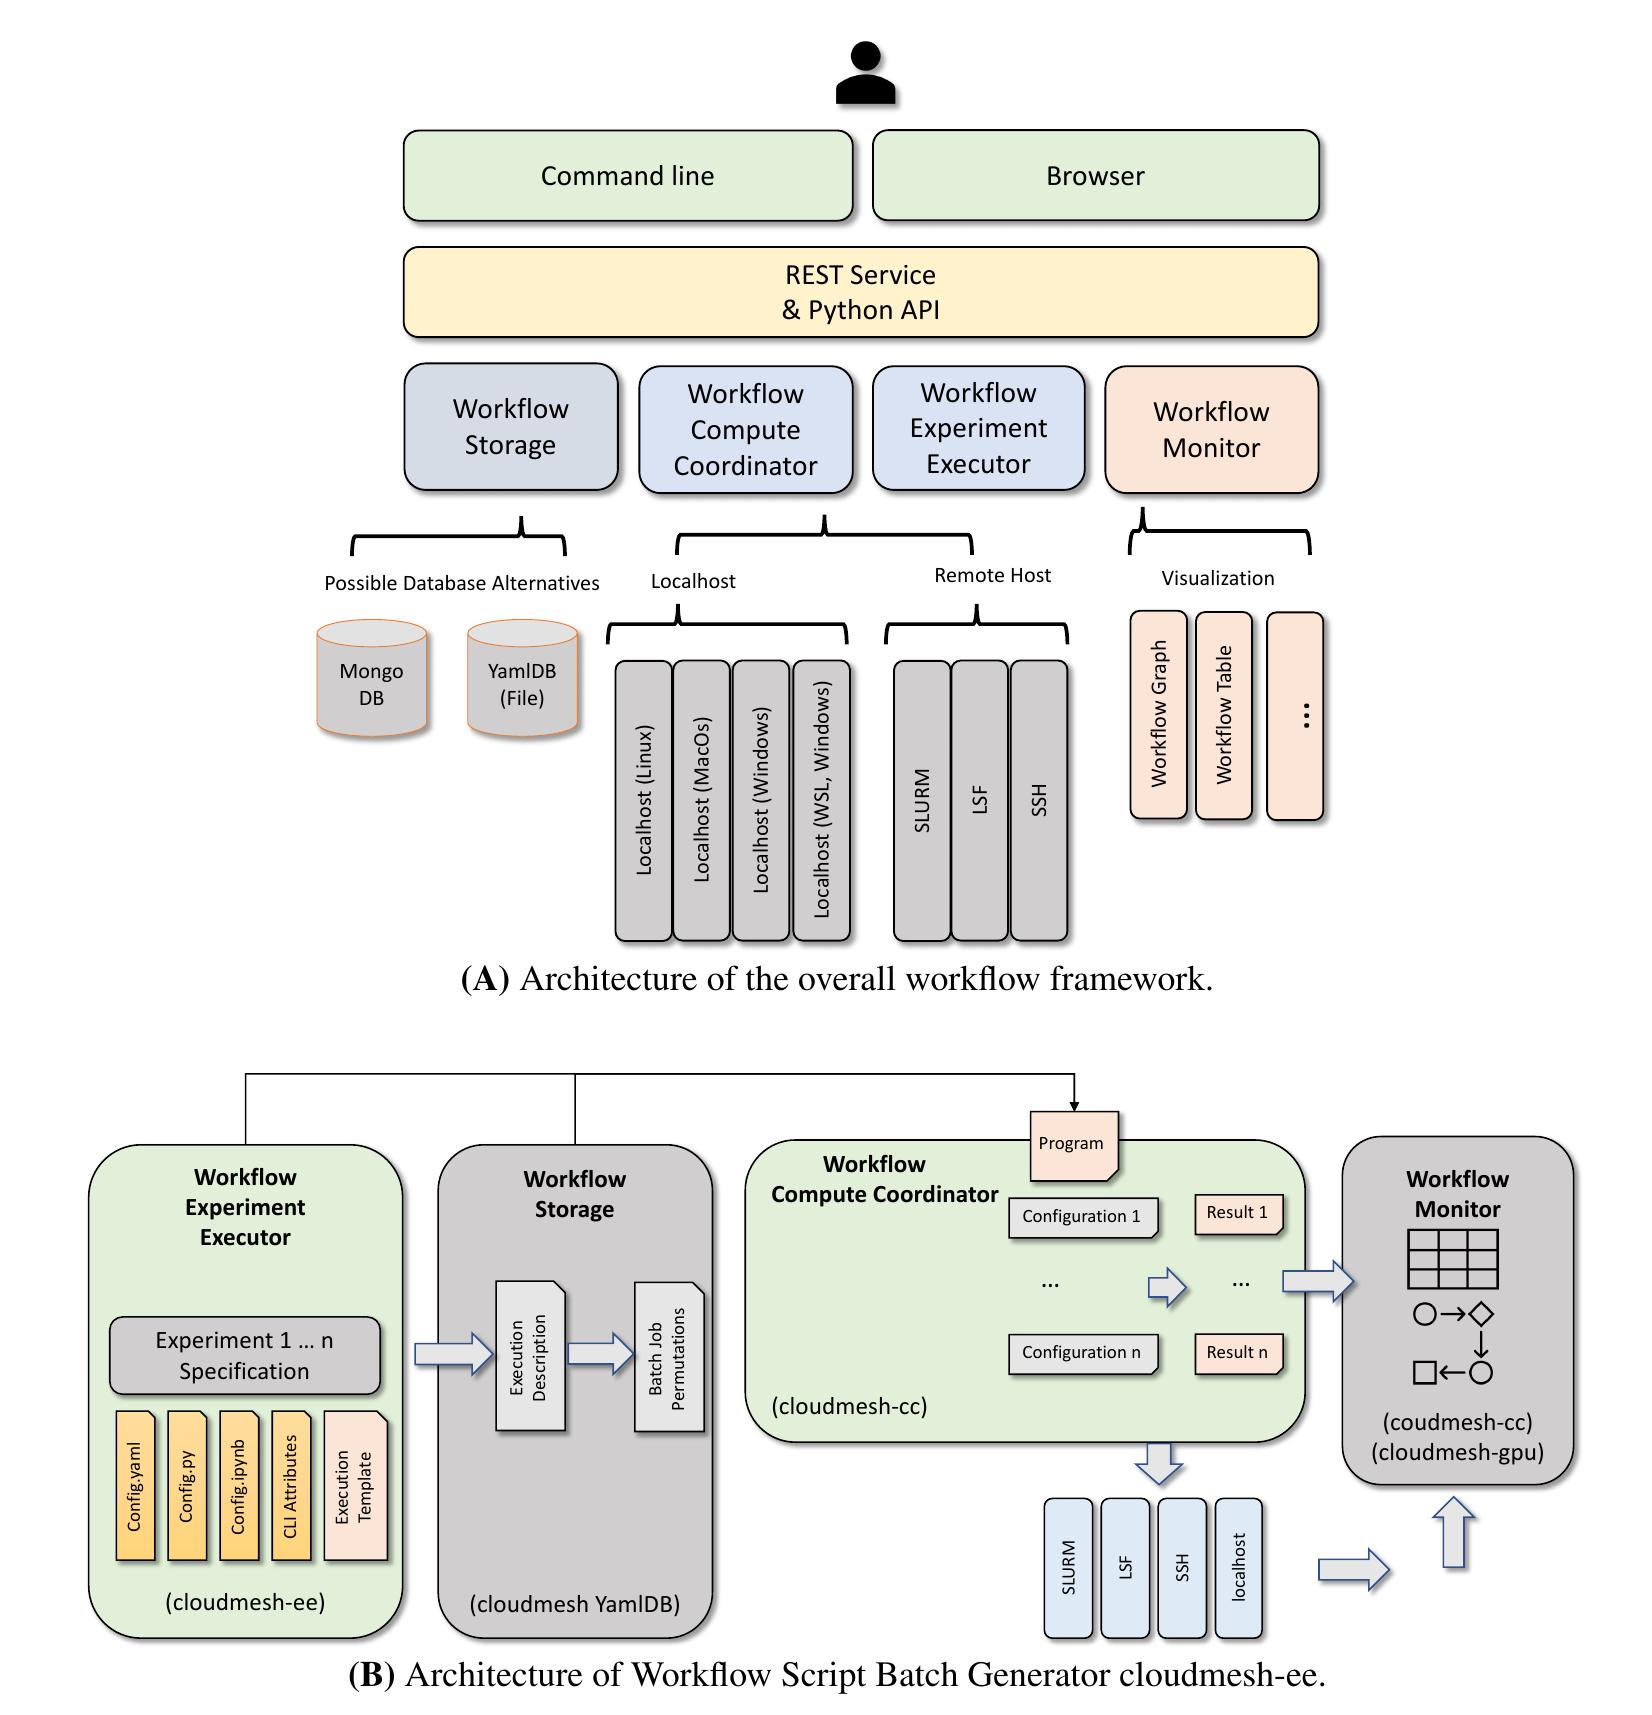 Command line
Browser
REST Service
& Python API
Workflow
Storage
Workflow
Compute
Coordinator
Workflow
Experiment
Executor
Workflow
Monitor
Possible Database Alternatives
Localhost
Remote Host
Visualization
Mongo
DB
YamlDB
(File)
Localhost (Linux)
Localhost (MacOs)
Localhost (Windows)
Localhost (WSL, Windows)
SLURM
LSF
SSH
Workflow Graph
Workflow Table
...
(A) Architecture of the overall workflow framework.
Workflow
Experiment
Executor
Experiment 1 ... n
Specification
Config.yaml
Config.py
Config.ipynb
CLI Attributes
Execution
Template
(cloudmesh-ee)
Workflow
Storage
Execution
Description
Batch Job
Permutations
(cloudmesh YamlDB)
Program
Workflow
Compute Coordinator
Configuration 1
...
Configuration n
Result 1
...
Result n
(cloudmesh-cc)
SLURM
LSF
SSH
localhost
Workflow
Monitor
(coudmesh-cc)
(cloudmesh-gpu)
(B) Architecture of Workflow Script Batch Generator cloudmesh-ee.